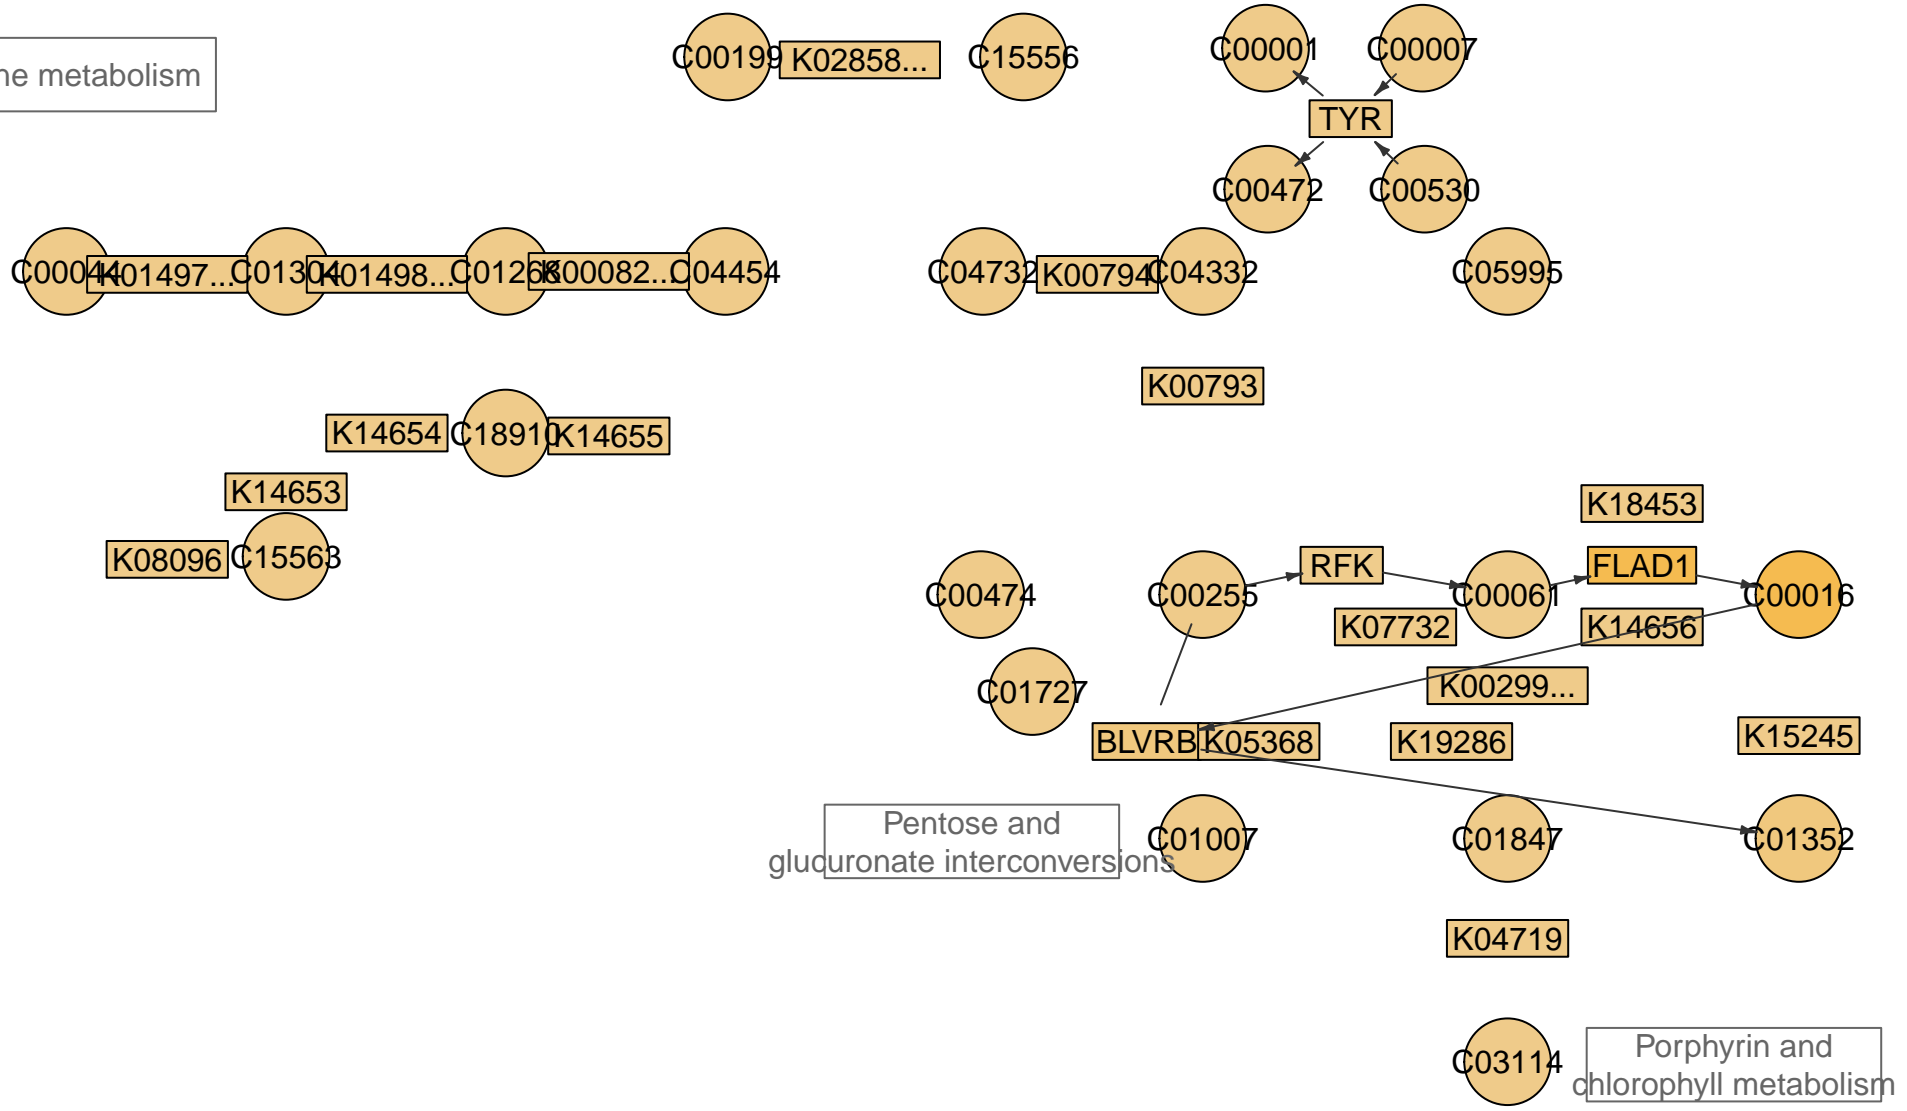 C00199
K02858...
C15556
C00001
C00007
ne metabolism
TYR
C00472
C00530
K01497...
C01268
K00082...
C04454
C04732
K00794
C04332
C05995
K01498...
K00793
K14654
C18910
K14655
K14653
K08096
C15563
K18453
RFK
FLAD1
C00474
C00255
C00061
C00016
K07732
K14656
C01727
K00299...
BLVRB
K05368
K19286
K15245
Pentose and
glucuronate interconversions
C01007
C01847
C01352
K04719
C03114
Porphyrin and
chlorophyll metabolism